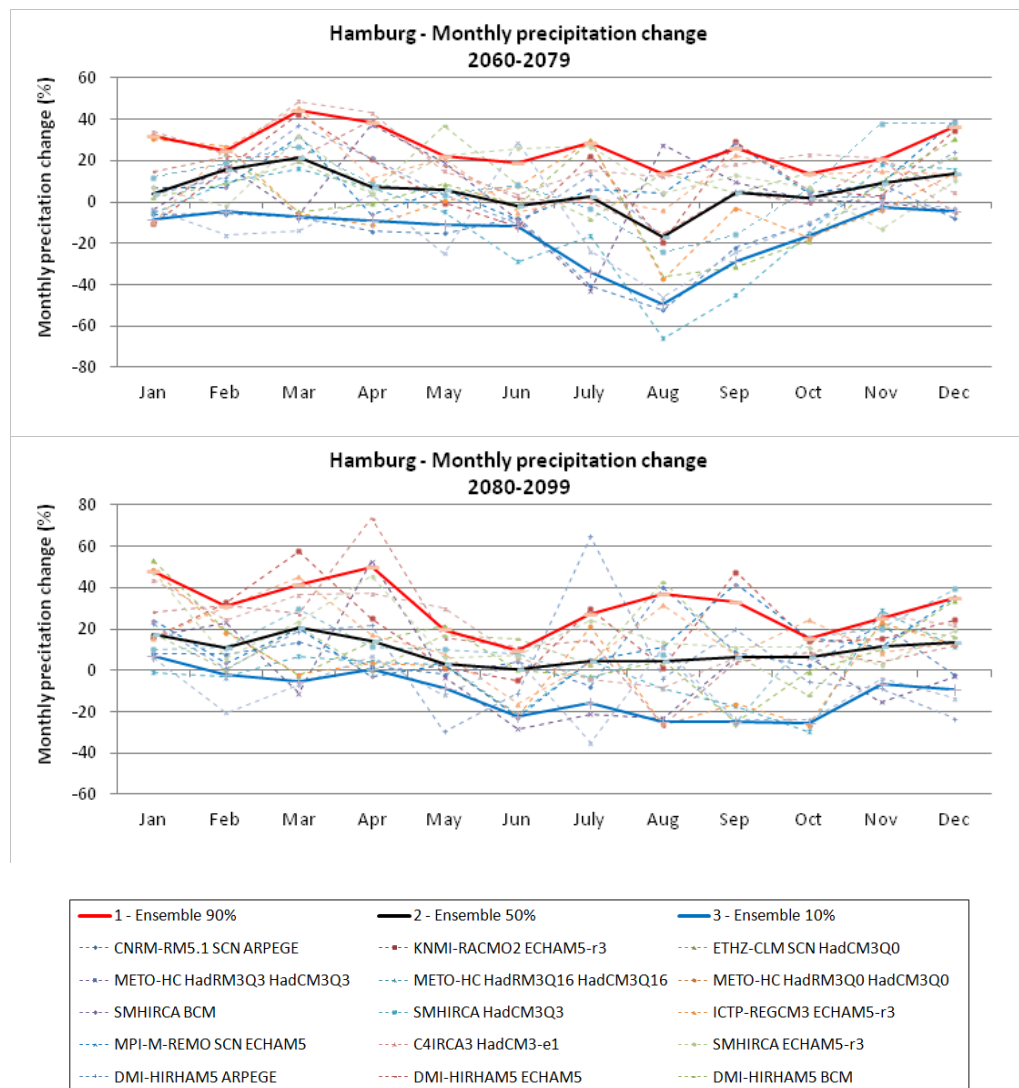 Hamburg - Monthly precipitation change
2060-2079
Monthly precitation change (%)
60
40
20
0
-20
-40
-60
-80
Jan Feb Mar Apr May Jun July Aug Sep Oct Nov Dec
Hamburg - Monthly precipitation change
2080-2099
Monthly precitation change (%)
80
60
40
20
0
-20
-40
-60
Jan Feb Mar Apr May Jun July Aug Sep Oct Nov Dec
1 - Ensemble 90% 2 - Ensemble 50% 3 - Ensemble 10%
CNRM-RM5.1 SCN ARPEGE KNMI-RACMO2 ECHAM5-r3 ETHZ-CLM SCN HadCM3Q0
METO-HC HadRM3Q3 HadCM3Q3 METO-HC HadRM3Q16 HadCM3Q16 METO-HC HadRM3Q0 HadCM3Q0
SMHIRCA BCM SMHIRCA HadCM3Q3 ICTP-REGCM3 ECHAM5-r3
MPI-M-REMO SCN ECHAM5 C4IRCA3 HadCM3-e1 SMHIRCA ECHAM5-r3
DMI-HIRHAM5 ARPEGE DMI-HIRHAM5 ECHAM5 DMI-HIRHAM5 BCM